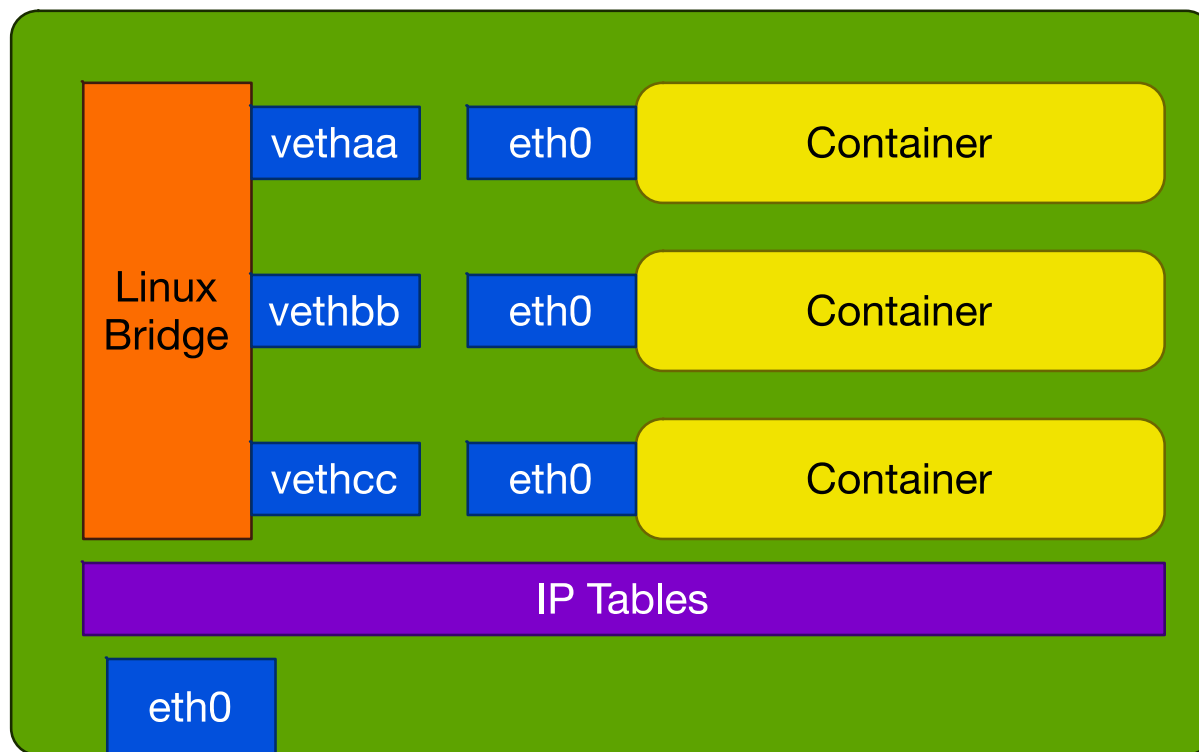 vethaa
eth0
Container
Linux
Bridge
vethbb
eth0
Container
vethcc
eth0
Container
IP Tables
eth0